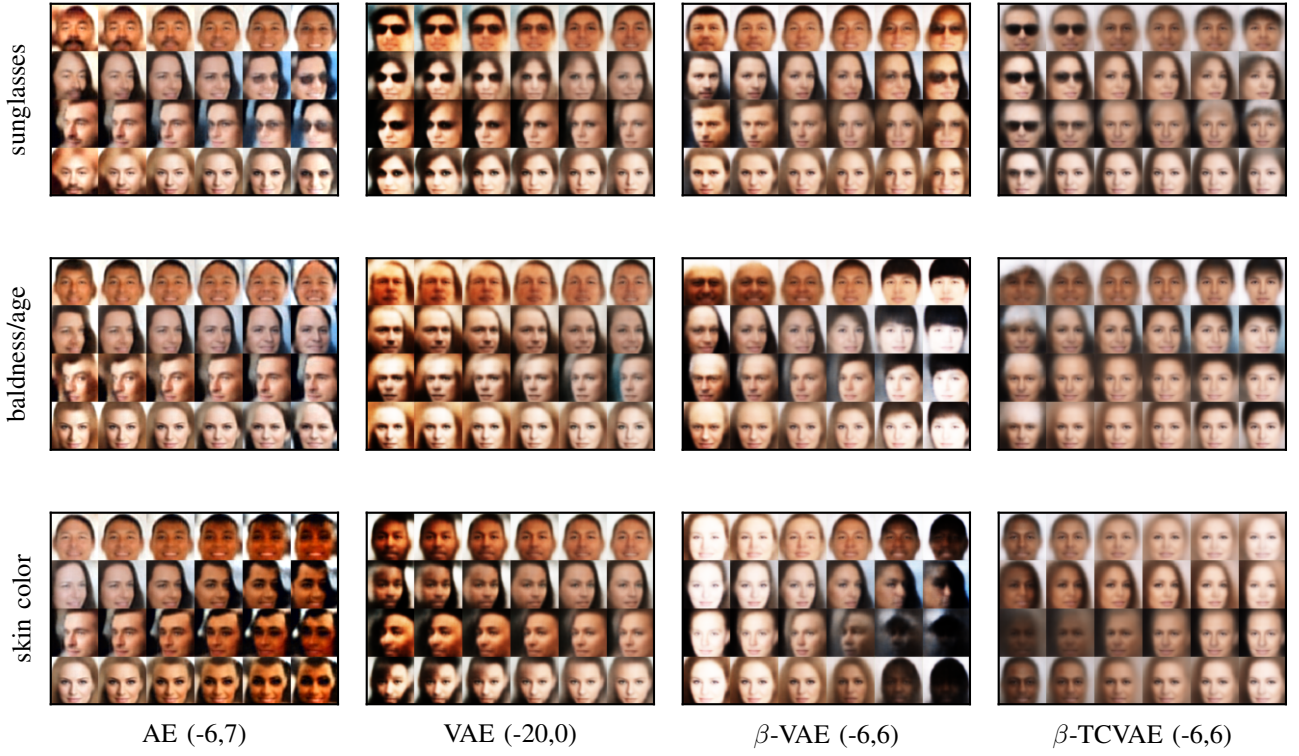 sunglasses
baldness/age
skin color
AE (-6,7)
VAE (-20,0)
β-VAE (-6,6)
β-TCVAE (-6,6)